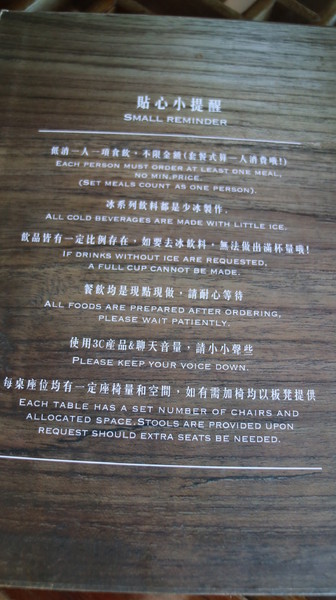 貼心小提醒
SMALL REMINDER
低消一人一項食飲，不限金額(套餐式算一人消費哦!)
EACH PERSON MUST ORDER AT LEAST ONE MEAL,
NO MIN.PRICE.
(SET MEALS COUNT AS ONE PERSON).
冰系列飲料都是少冰製作.
ALL COLD BEVERAGES ARE MADE WITH LITTLE ICE.
飲品皆有一定比例存在，如要去冰飲料，無法做出滿杯量哦!
IF DRINKS WITHOUT ICE ARE REQUESTED,
A FULL CUP CANNOT BE MADE.
餐飲均是現點現做，請耐心等待
ALL FOODS ARE PREPARED AFTER ORDERING,
PLEASE WAIT PATIENTLY.
使用3C產品&聊天音量，請小小聲些
PLEASE KEEP YOUR VOICE DOWN.
每桌座位均有一定座椅量和空間，如有需加椅均以板凳提供
EACH TABLE HAS A SET NUMBER OF CHAIRS AND
ALLOCATED SPACE.STOOLS ARE PROVIDED UPON
REQUEST SHOULD EXTRA SEATS BE NEEDED.